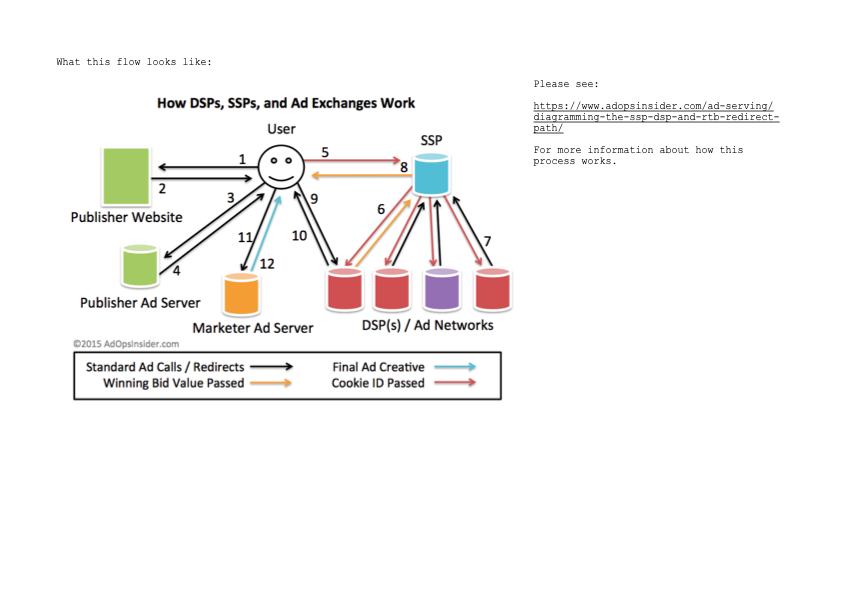 What this flow looks like:
Please see:
https://www.adopsinsider.com/ad-serving/
diagramming-the-ssp-dsp-and-rtb-redirect-
path/
For more information about how this
process works.
How DSPs, SSPs, and Ad Exchanges Work
User
SSP
1
5
8
2
3
9
6
11
10
7
4
12
Publisher Website
Publisher Ad Server
Marketer Ad Server
DSP(s) / Ad Networks
©2015 AdOpsInsider.com
Standard Ad Calls / Redirects
Final Ad Creative
Winning Bid Value Passed
Cookie ID Passed